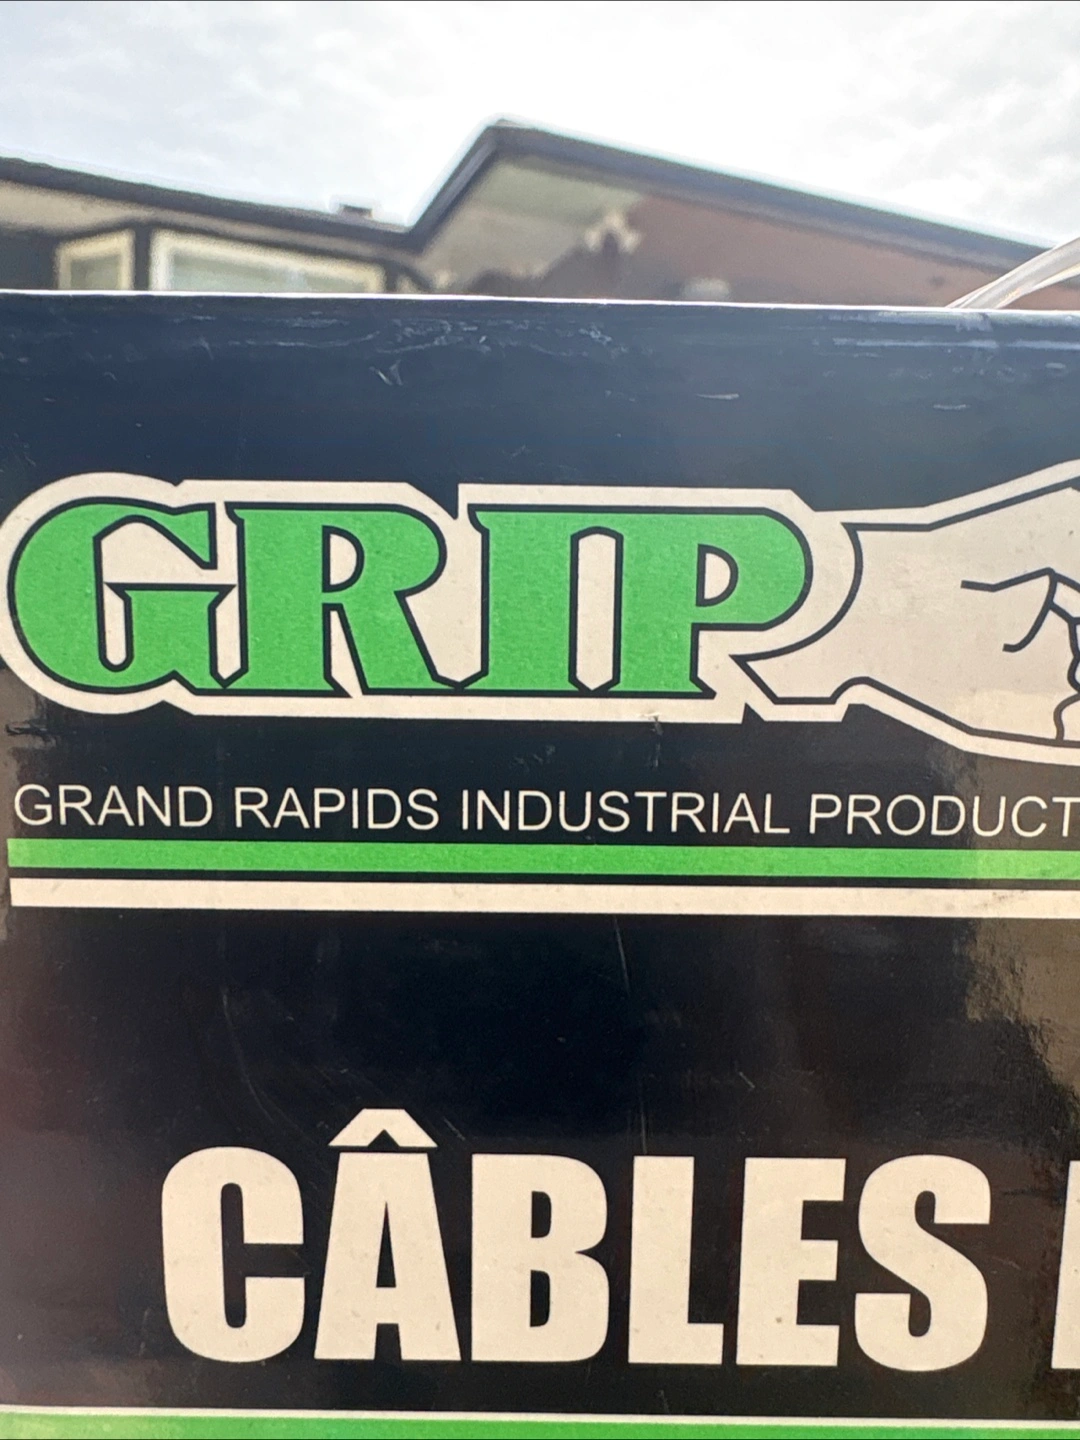 GRIP
GRAND RAPIDS INDUSTRIAL PRODUCT
CÂBLES